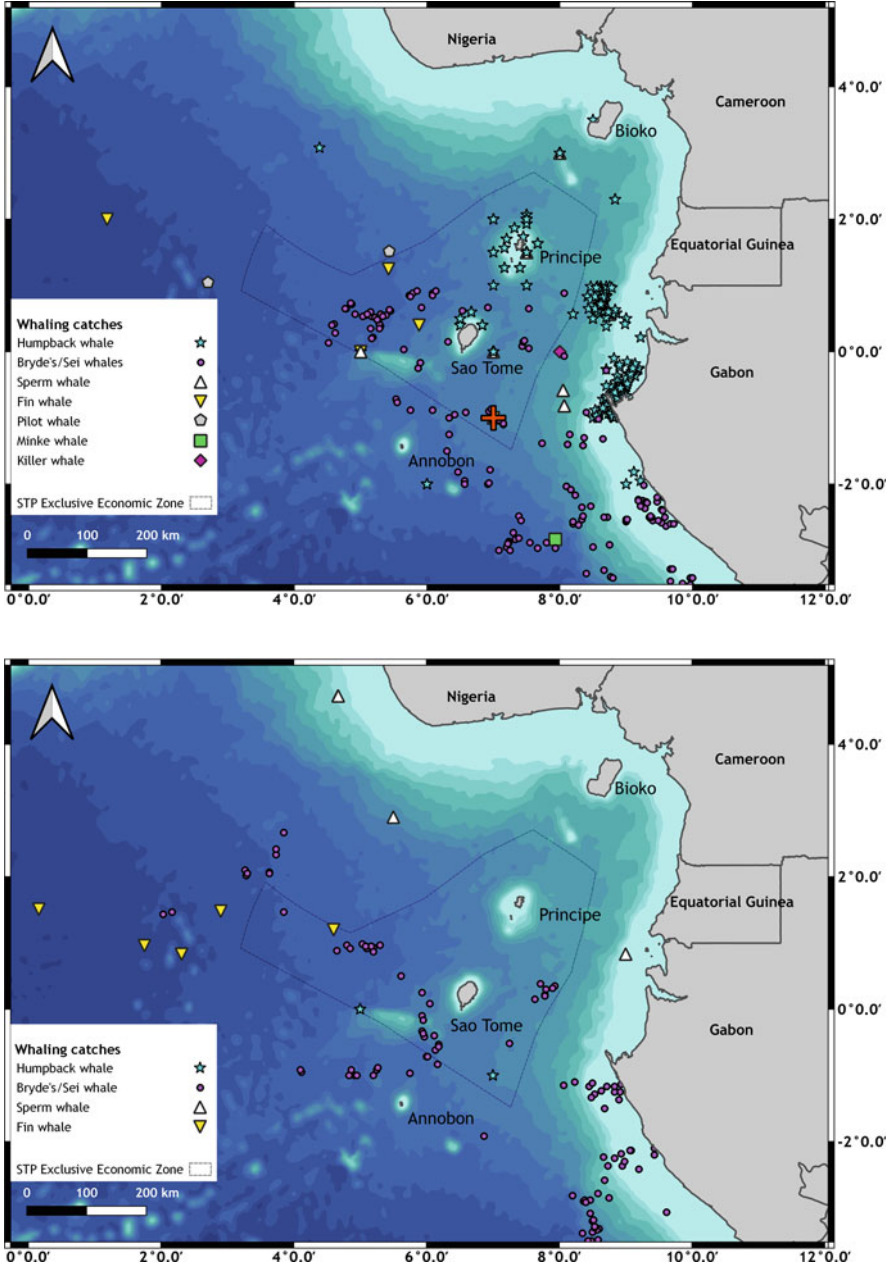 Nigeria
Cameroon
4°0.0′
Bioko
2°0.0′
Principe
Equatorial Guinea
Whaling catches
Humpback whale
Bryde's/Sei whales
Sperm whale
Fin whale
Pilot whale
Minke whale
Killer whale
STP Exclusive Economic Zone
0 100 200 km
Sao Tome
0°0.0′
Gabon
Annobon
-2°0.0′
0°0.0′ 2°0.0′ 4°0.0′ 6°0.0′ 8°0.0′ 10°0.0′ 12°0.0′
Nigeria
Cameroon
4°0.0′
Bioko
2°0.0′
Principe
Equatorial Guinea
Sao Tome
0°0.0′
Gabon
Whaling catches
Humpback whale
Bryde's/Sei whale
Sperm whale
Fin whale
STP Exclusive Economic Zone
0 100 200 km
Annobon
-2°0.0′
0°0.0′ 2°0.0′ 4°0.0′ 6°0.0′ 8°0.0′ 10°0.0′ 12°0.0′